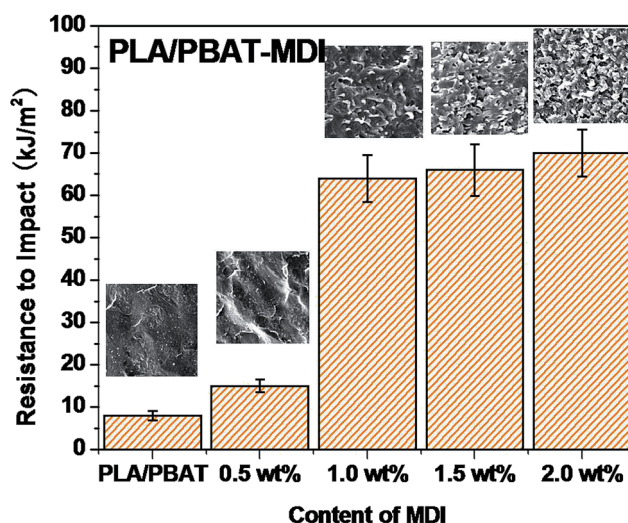 PLA/PBAT-MDI
Resistance to Impact (kJ/m²)
100
90
80
70
60
50
40
30
20
10
0
PLA/PBAT 0.5 wt% 1.0 wt% 1.5 wt% 2.0 wt%
Content of MDI